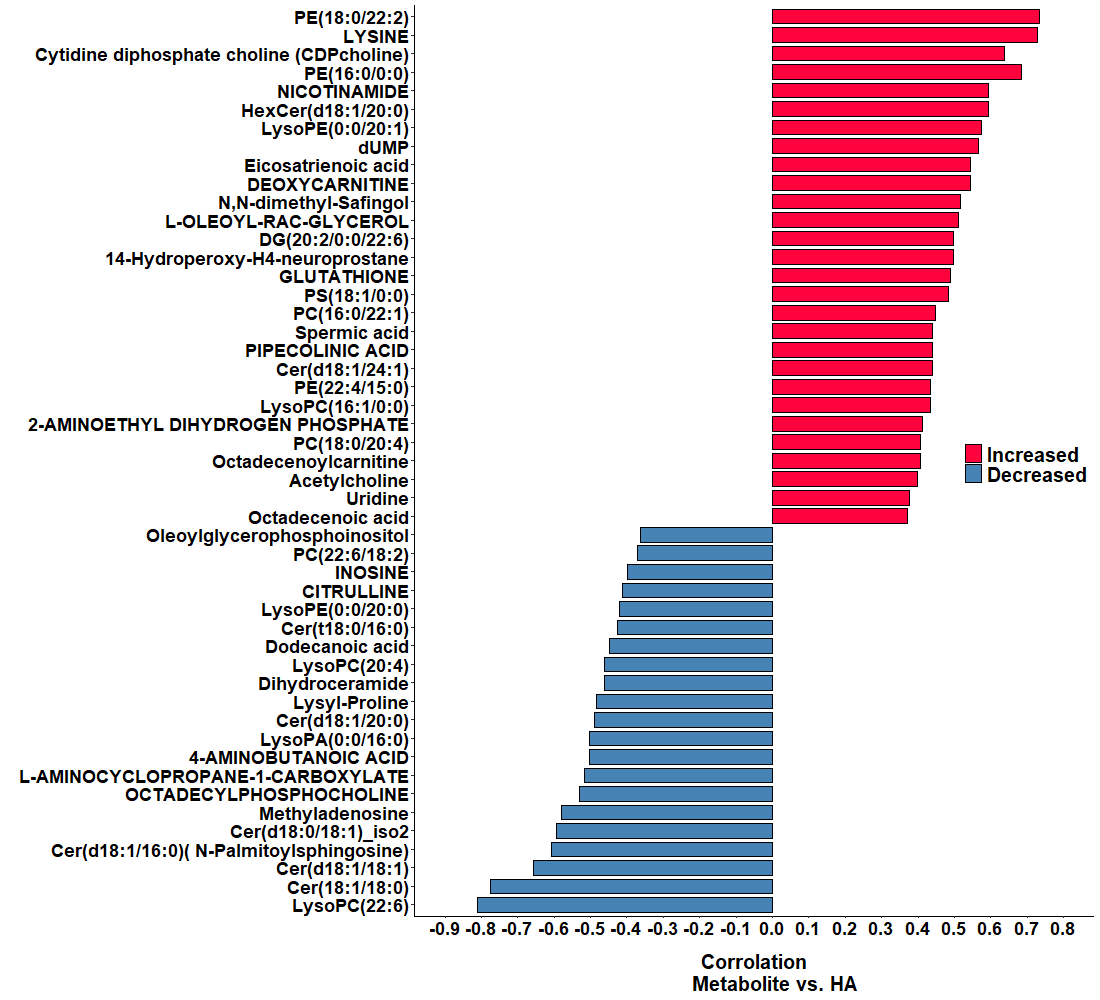 PE(18:0/22:2)
LYSINE
Cytidine diphosphate choline (CDPcholine)
PE(16:0/0:0)
NICOTINAMIDE
HexCer(d18:1/20:0)
LysoPE(0:0/20:1)
dUMP
Eicosatrienoic acid
DEOXYCARNITINE
N,N-dimethyl-Safingol
L-OLEOYL-RAC-GLYCEROL
DG(20:2/0:0/22:6)
14-Hydroperoxy-H4-neuroprostane
GLUTATHIONE
PS(18:1/0:0)
PC(16:0/22:1)
Spermic acid
PIPECOLINIC ACID
Cer(d18:1/24:1)
PE(22:4/15:0)
LysoPC(16:1/0:0)
2-AMINOETHYL DIHYDROGEN PHOSPHATE
PC(18:0/20:4)
Octadecenoylcarnitine
Acetylcholine
Uridine
Octadecenoic acid
Oleoylglycerophosphoinositol
PC(22:6/18:2)
INOSINE
CITRULLINE
LysoPE(0:0/20:0)
Cer(t18:0/16:0)
Dodecanoic acid
LysoPC(20:4)
Dihydroceramide
Lysyl-Proline
Cer(d18:1/20:0)
LysoPA(0:0/16:0)
4-AMINOBUTANOIC ACID
L-AMINOCYCLOPROPANE-1-CARBOXYLATE
OCTADECYLPHOSPHOCHOLINE
Methyladenosine
Cer(d18:0/18:1)_iso2
Cer(d18:1/16:0)( N-Palmitoylsphingosine)
Cer(d18:1/18:1)
Cer(18:1/18:0)
LysoPC(22:6)
Increased
Decreased
-0.9 -0.8 -0.7 -0.6 -0.5 -0.4 -0.3 -0.2 -0.1 0.0 0.1 0.2 0.3 0.4 0.5 0.6 0.7 0.8
Corrolation
Metabolite vs. HA